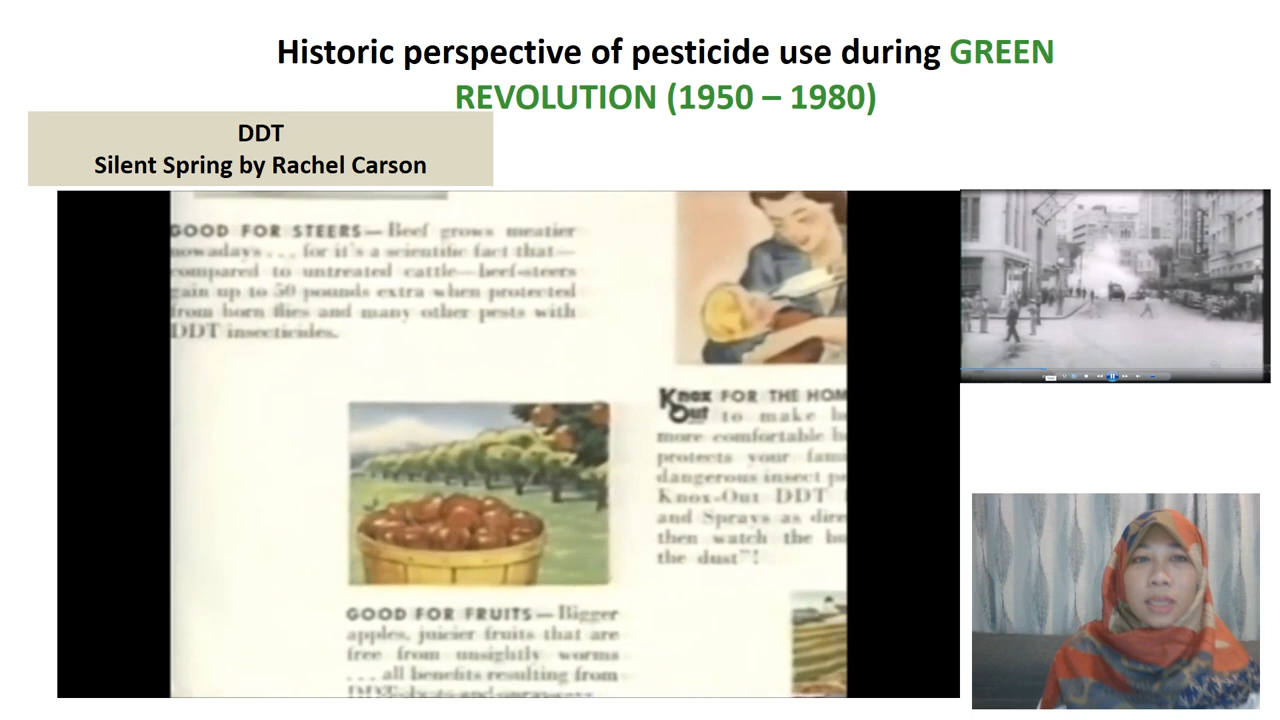 Historic perspective of pesticide use during GREEN
REVOLUTION (1950 – 1980)
DDT
Silent Spring by Rachel Carson
GOOD FOR STEERS—Beef grows meatier
nowadays... for it's a scientific fact that—
compared to untreated cattle—beef-steers
gain up to 50 pounds extra when protected
from horn flies and many other pests with
DDT insecticides.
GOOD FOR FRUITS—Bigger
apples, juicier fruits that are
free from unsightly worms
... all benefits resulting from
Knox Out FOR THE HOM
to make
more comfortable
protects your fam
dangerous insect
Knox-Out DDT
and Sprays as dire
then watch the
the dust"!